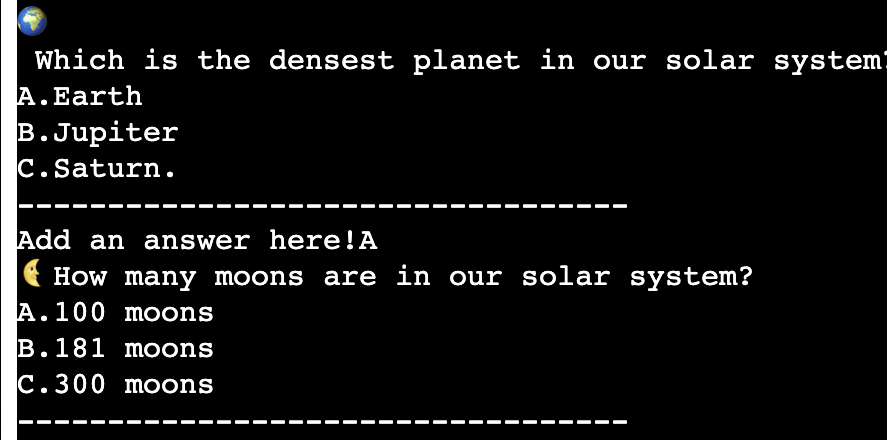 Which is the densest planet in our solar system?
A.Earth
B.Jupiter
C.Saturn.
-----------------------------------
Add an answer here!A
How many moons are in our solar system?
A.100 moons
B.181 moons
C.300 moons
-----------------------------------